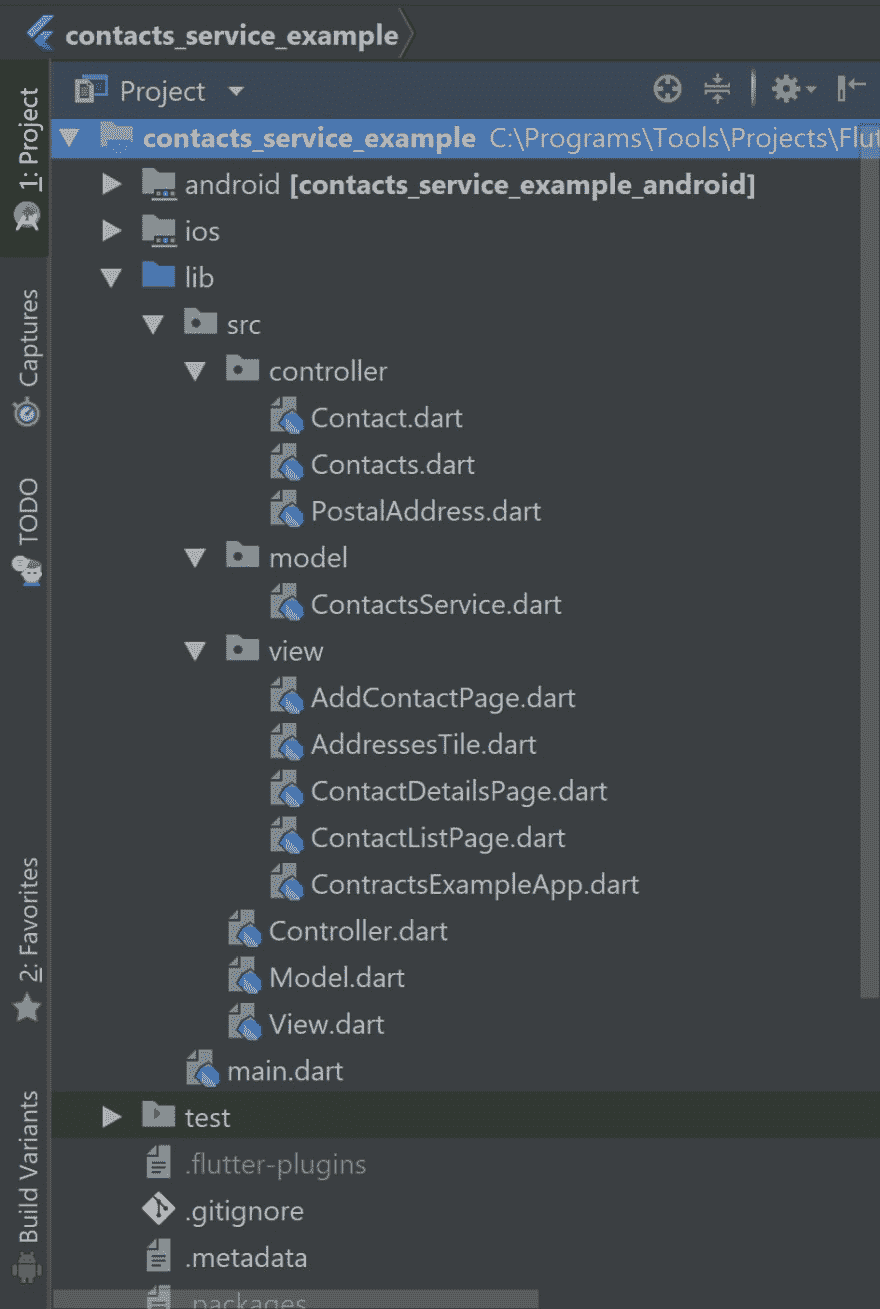 contacts_service_example
Project
contacts_service_example C:\Programs\Tools\Projects\Flut
android [contacts_service_example_android]
ios
lib
src
controller
Contact.dart
Contacts.dart
PostalAddress.dart
model
ContactsService.dart
view
AddContactPage.dart
AddressesTile.dart
ContactDetailsPage.dart
ContactListPage.dart
ContractsExampleApp.dart
Controller.dart
Model.dart
View.dart
main.dart
test
.flutter-plugins
.gitignore
.metadata
.packages
1: Project
Captures
TODO
2: Favorites
Build Variants